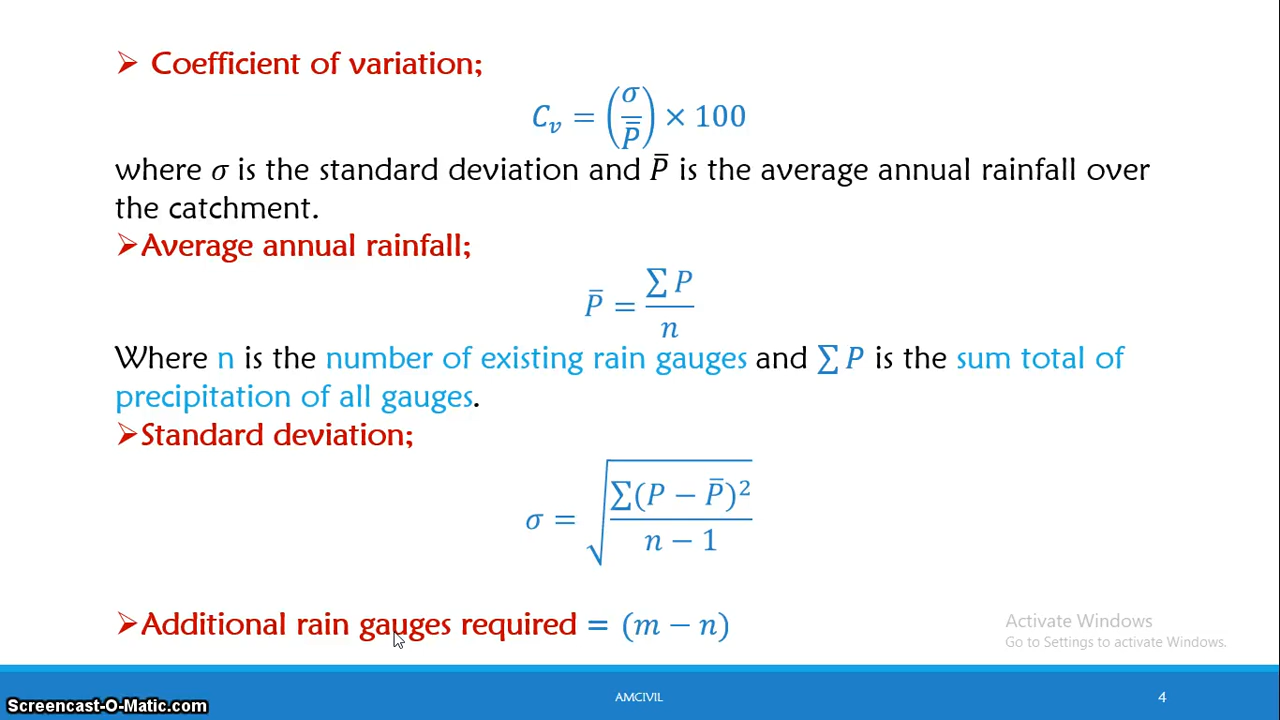 ➢ Coefficient of variation;
C_v = (σ/P̄) × 100
where σ is the standard deviation and P̄ is the average annual rainfall over
the catchment.
➢Average annual rainfall;
P̄ = ∑ P / n
Where n is the number of existing rain gauges and ∑ P is the sum total of
precipitation of all gauges.
➢Standard deviation;
σ = √(∑(P − P̄)² / (n − 1))
➢Additional rain gauges required = (m − n)
Activate Windows
Go to Settings to activate Windows.
Screencast-O-Matic.com
AMCIVIL
4